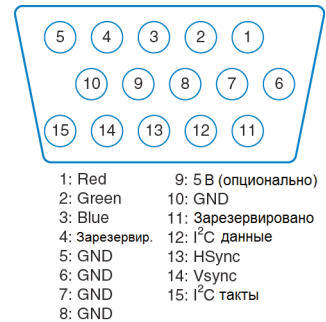 5 4 3 2 1
10 9 8 7 6
15 14 13 12 11
1: Red
2: Green
3: Blue
4: Зарезервир.
5: GND
6: GND
7: GND
8: GND
9: 5 В (опционально)
10: GND
11: Зарезервировано
12: I²C данные
13: HSync
14: Vsync
15: I²C такты